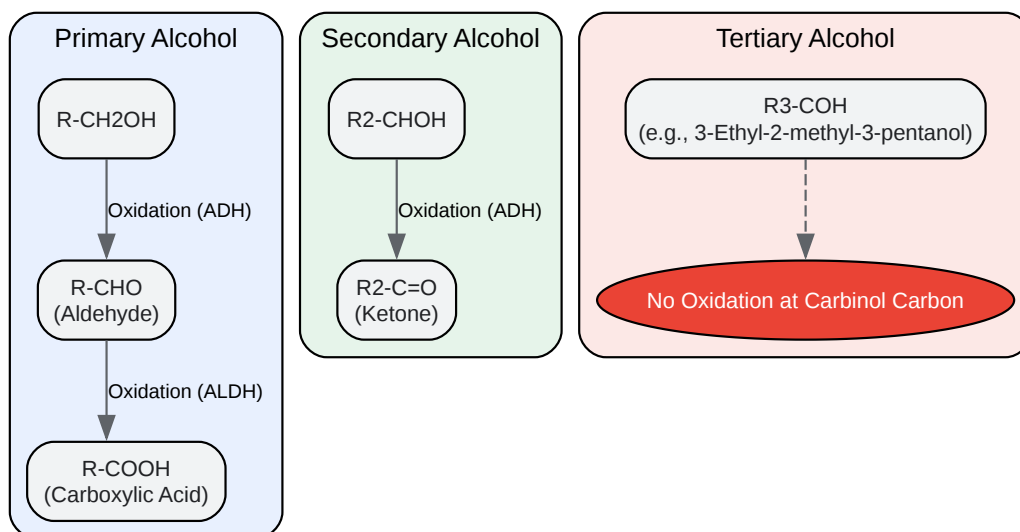 Primary Alcohol
R-CH2OH
Oxidation (ADH)
R-CHO
(Aldehyde)
Oxidation (ALDH)
R-COOH
(Carboxylic Acid)
Secondary Alcohol
R2-CHOH
Oxidation (ADH)
R2-C=O
(Ketone)
Tertiary Alcohol
R3-COH
(e.g., 3-Ethyl-2-methyl-3-pentanol)
No Oxidation at Carbinol Carbon